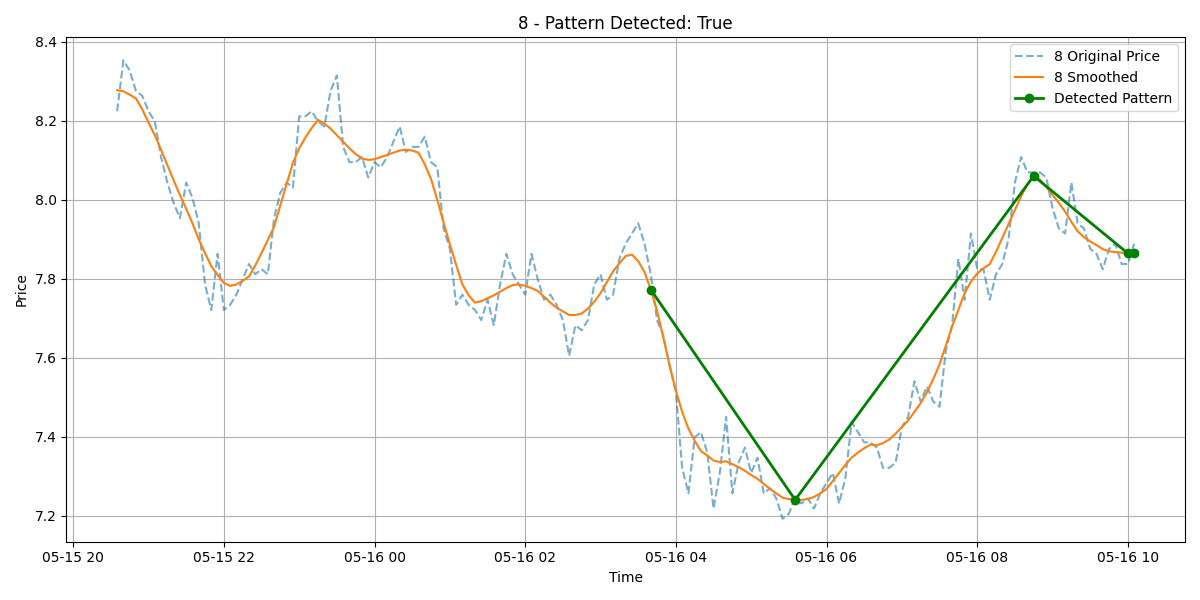 8 - Pattern Detected: True
8 Original Price
8 Smoothed
Detected Pattern
Price
8.4
8.2
8.0
7.8
7.6
7.4
7.2
05-15 20
05-15 22
05-16 00
05-16 02
05-16 04
05-16 06
05-16 08
05-16 10
Time